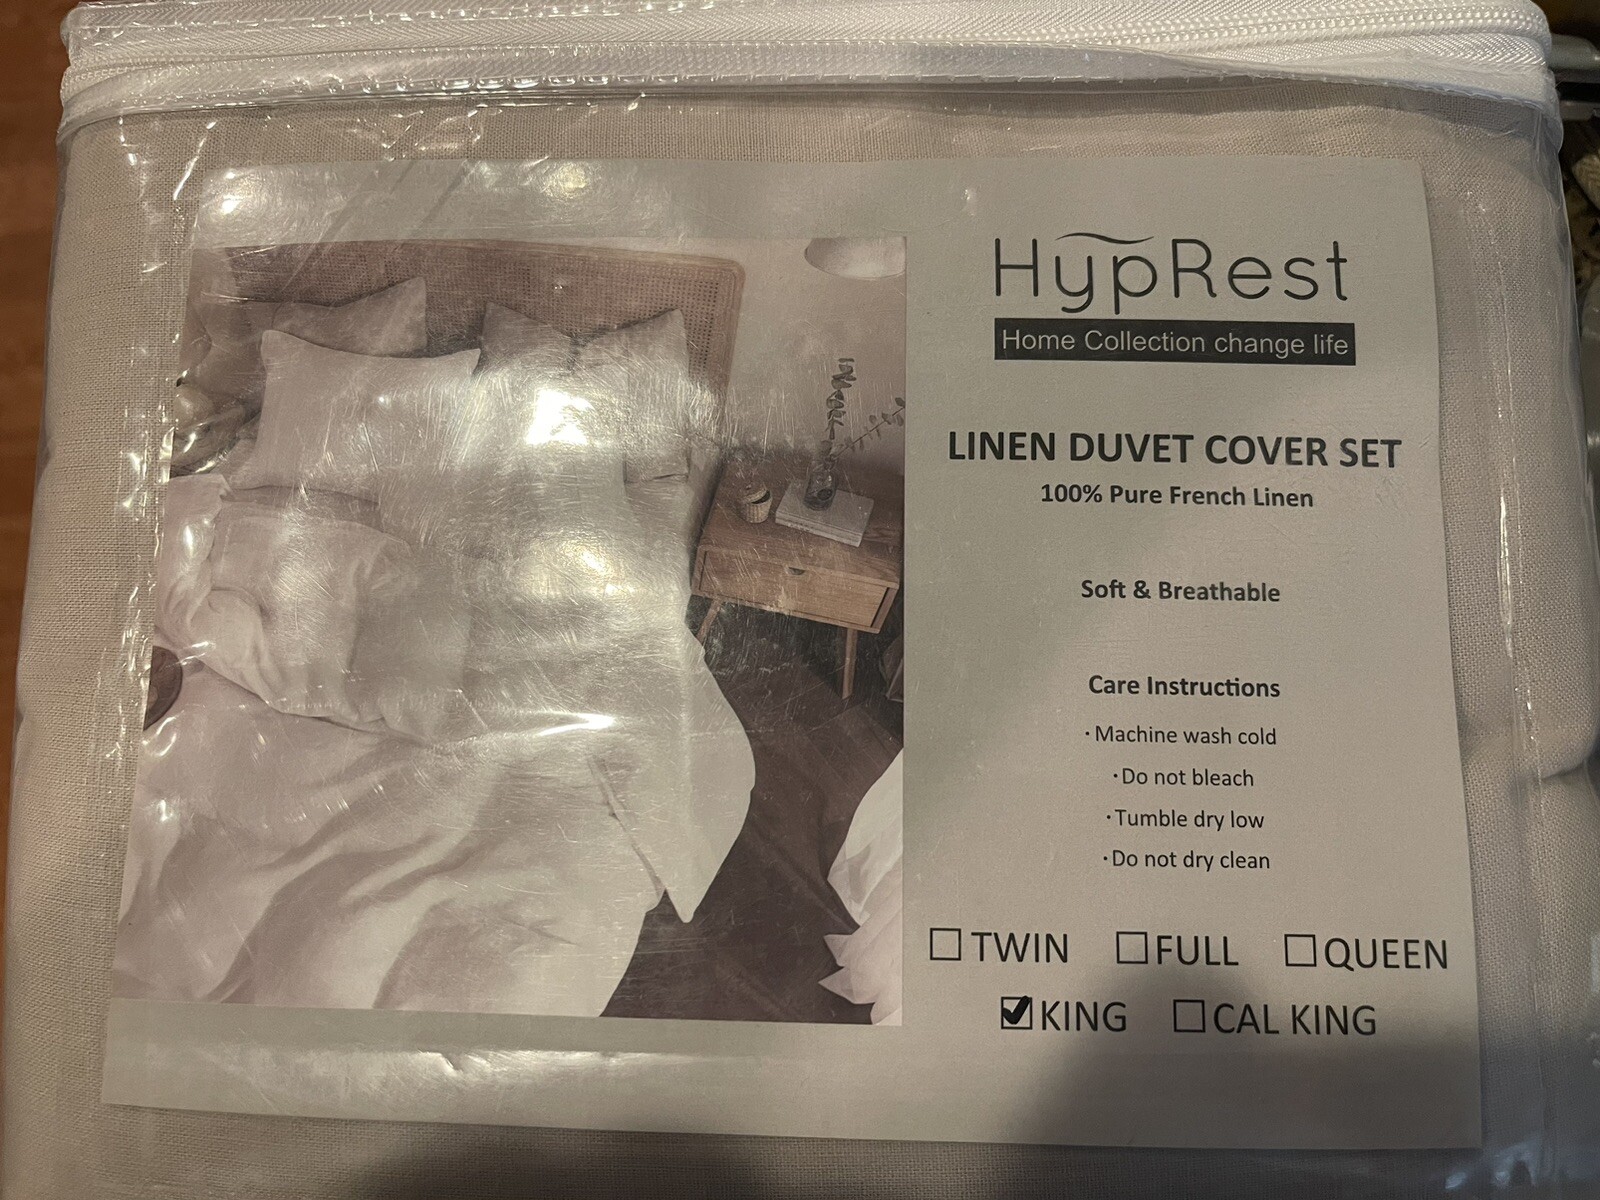 HypRest
Home Collection change life
LINEN DUVET COVER SET
100% Pure French Linen
Soft & Breathable
Care Instructions
·Machine wash cold
·Do not bleach
·Tumble dry low
·Do not dry clean
☐ TWIN ☐ FULL ☐ QUEEN
☑ KING ☐ CAL KING